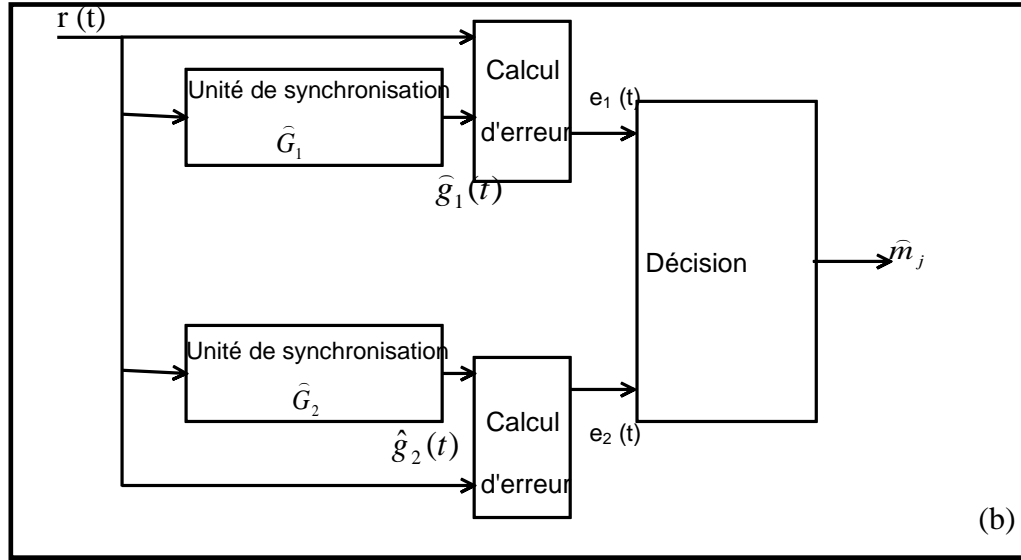 r (t)
Unité de synchronisation
Ĝ₁
ĝ₁(t)
Calcul
d'erreur
e₁ (t)
Décision
m̂ⱼ
Unité de synchronisation
Ĝ₂
ĝ₂(t)
Calcul
d'erreur
e₂ (t)
(b)